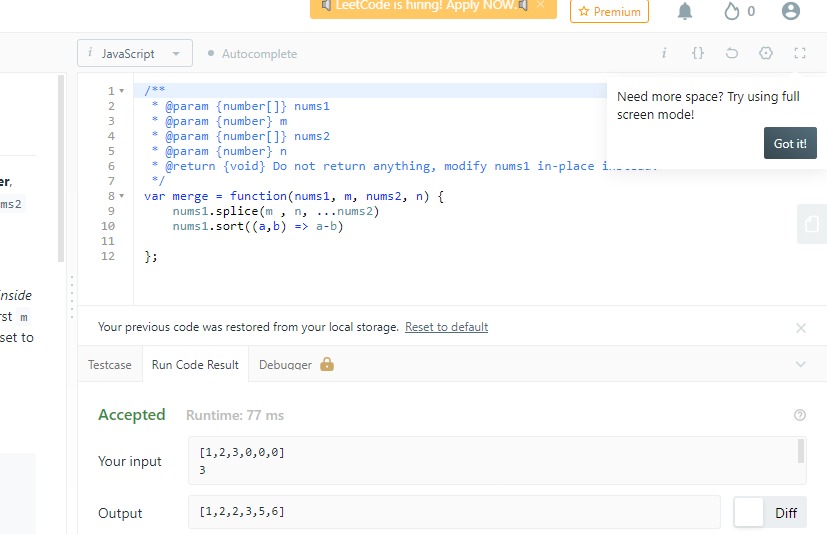 LeetCode is hiring! Apply NOW.
×
Premium
0
i JavaScript
Autocomplete
i {}
Need more space? Try using full
screen mode!
Got it!
1 /**
2 * @param {number[]} nums1
3 * @param {number} m
4 * @param {number[]} nums2
5 * @param {number} n
6 * @return {void} Do not return anything, modify nums1 in-place
7 */
8 var merge = function(nums1, m, nums2, n) {
9 nums1.splice(m , n, ...nums2)
10 nums1.sort((a,b) => a-b)
11
12 };
er,
ms2
nside
rst m
set to
Your previous code was restored from your local storage. Reset to default ×
Testcase Run Code Result Debugger
Accepted Runtime: 77 ms
Your input
[1,2,3,0,0,0]
3
Output
[1,2,2,3,5,6]
Diff